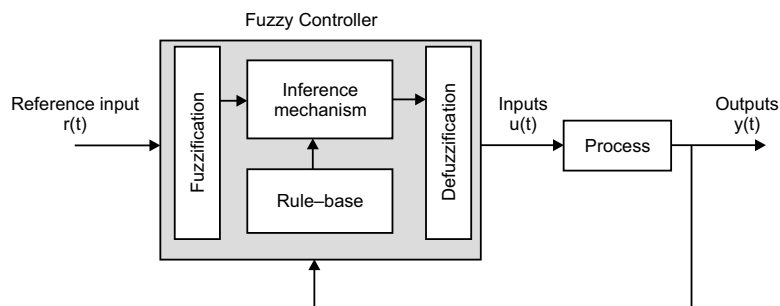 Fuzzy Controller
Reference input
r(t)
Fuzzification
Inference
mechanism
Rule–base
Defuzzification
Inputs
u(t)
Process
Outputs
y(t)